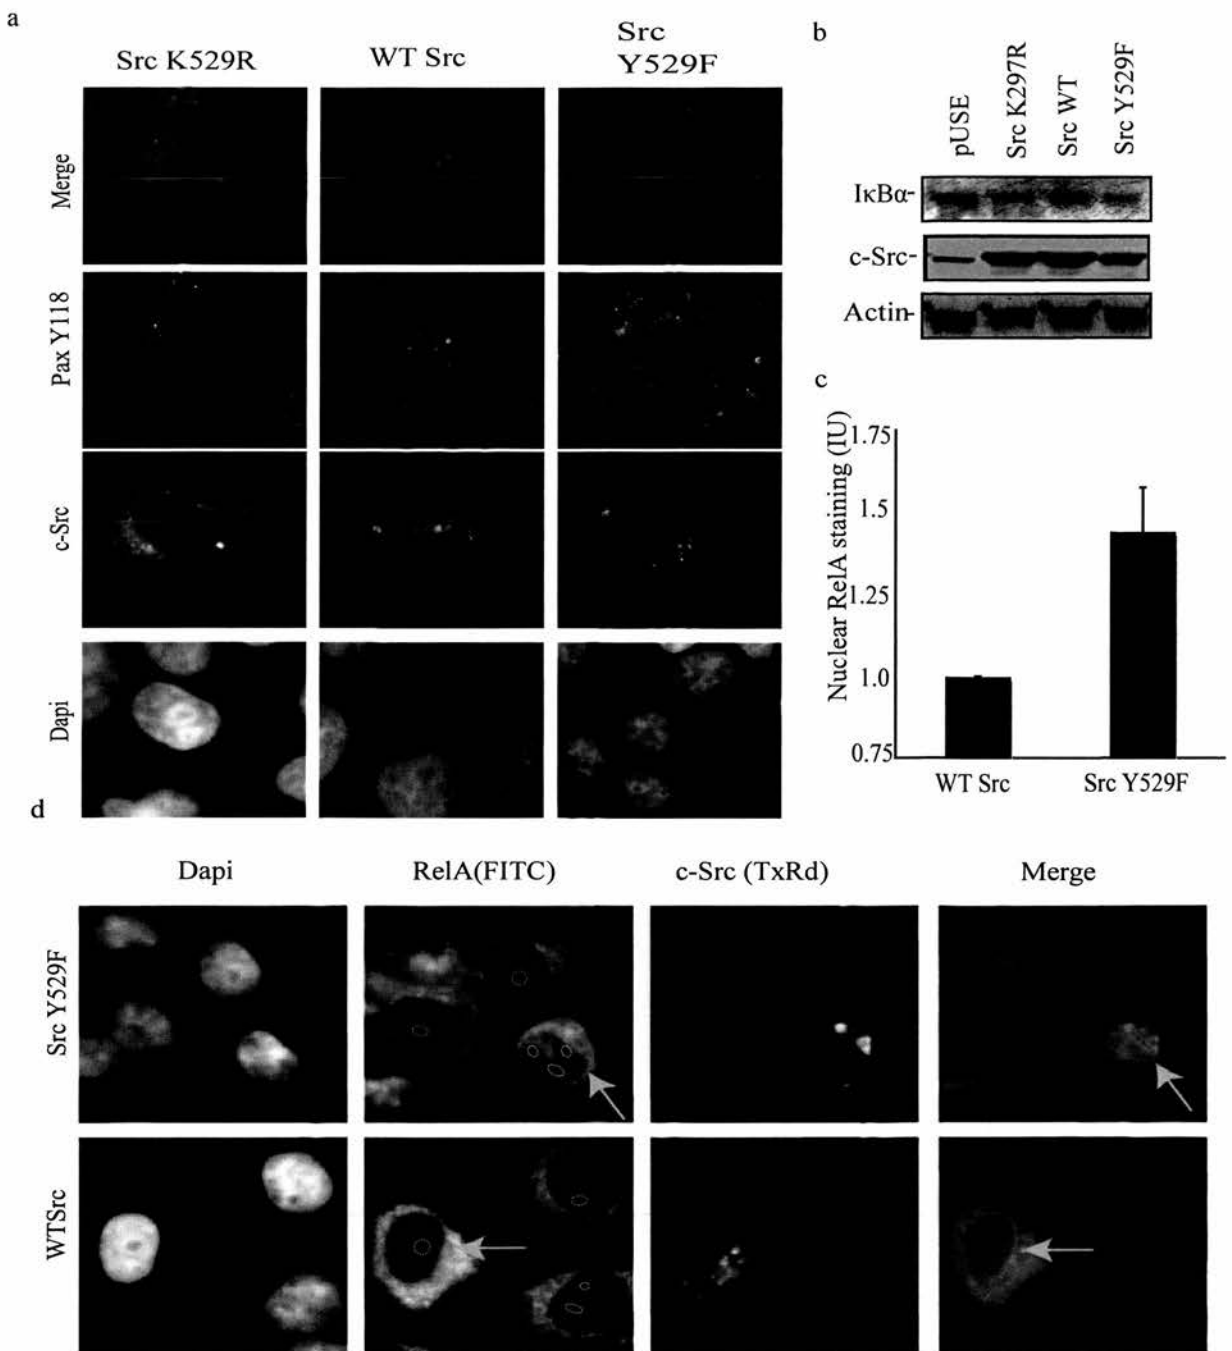 a
Src K529R
WT Src
Src
Y529F
Merge
Pax Y118
c-Src
Dapi
b
pUSE
Src K297R
Src WT
Src Y529F
IκBα-
c-Src-
Actin-
c
Nuclear RelA staining (IU)
1.75
1.5
1.25
1.0
0.75
WT Src
Src Y529F
d
Dapi
RelA(FITC)
c-Src (TxRd)
Merge
Src Y529F
WTSrc